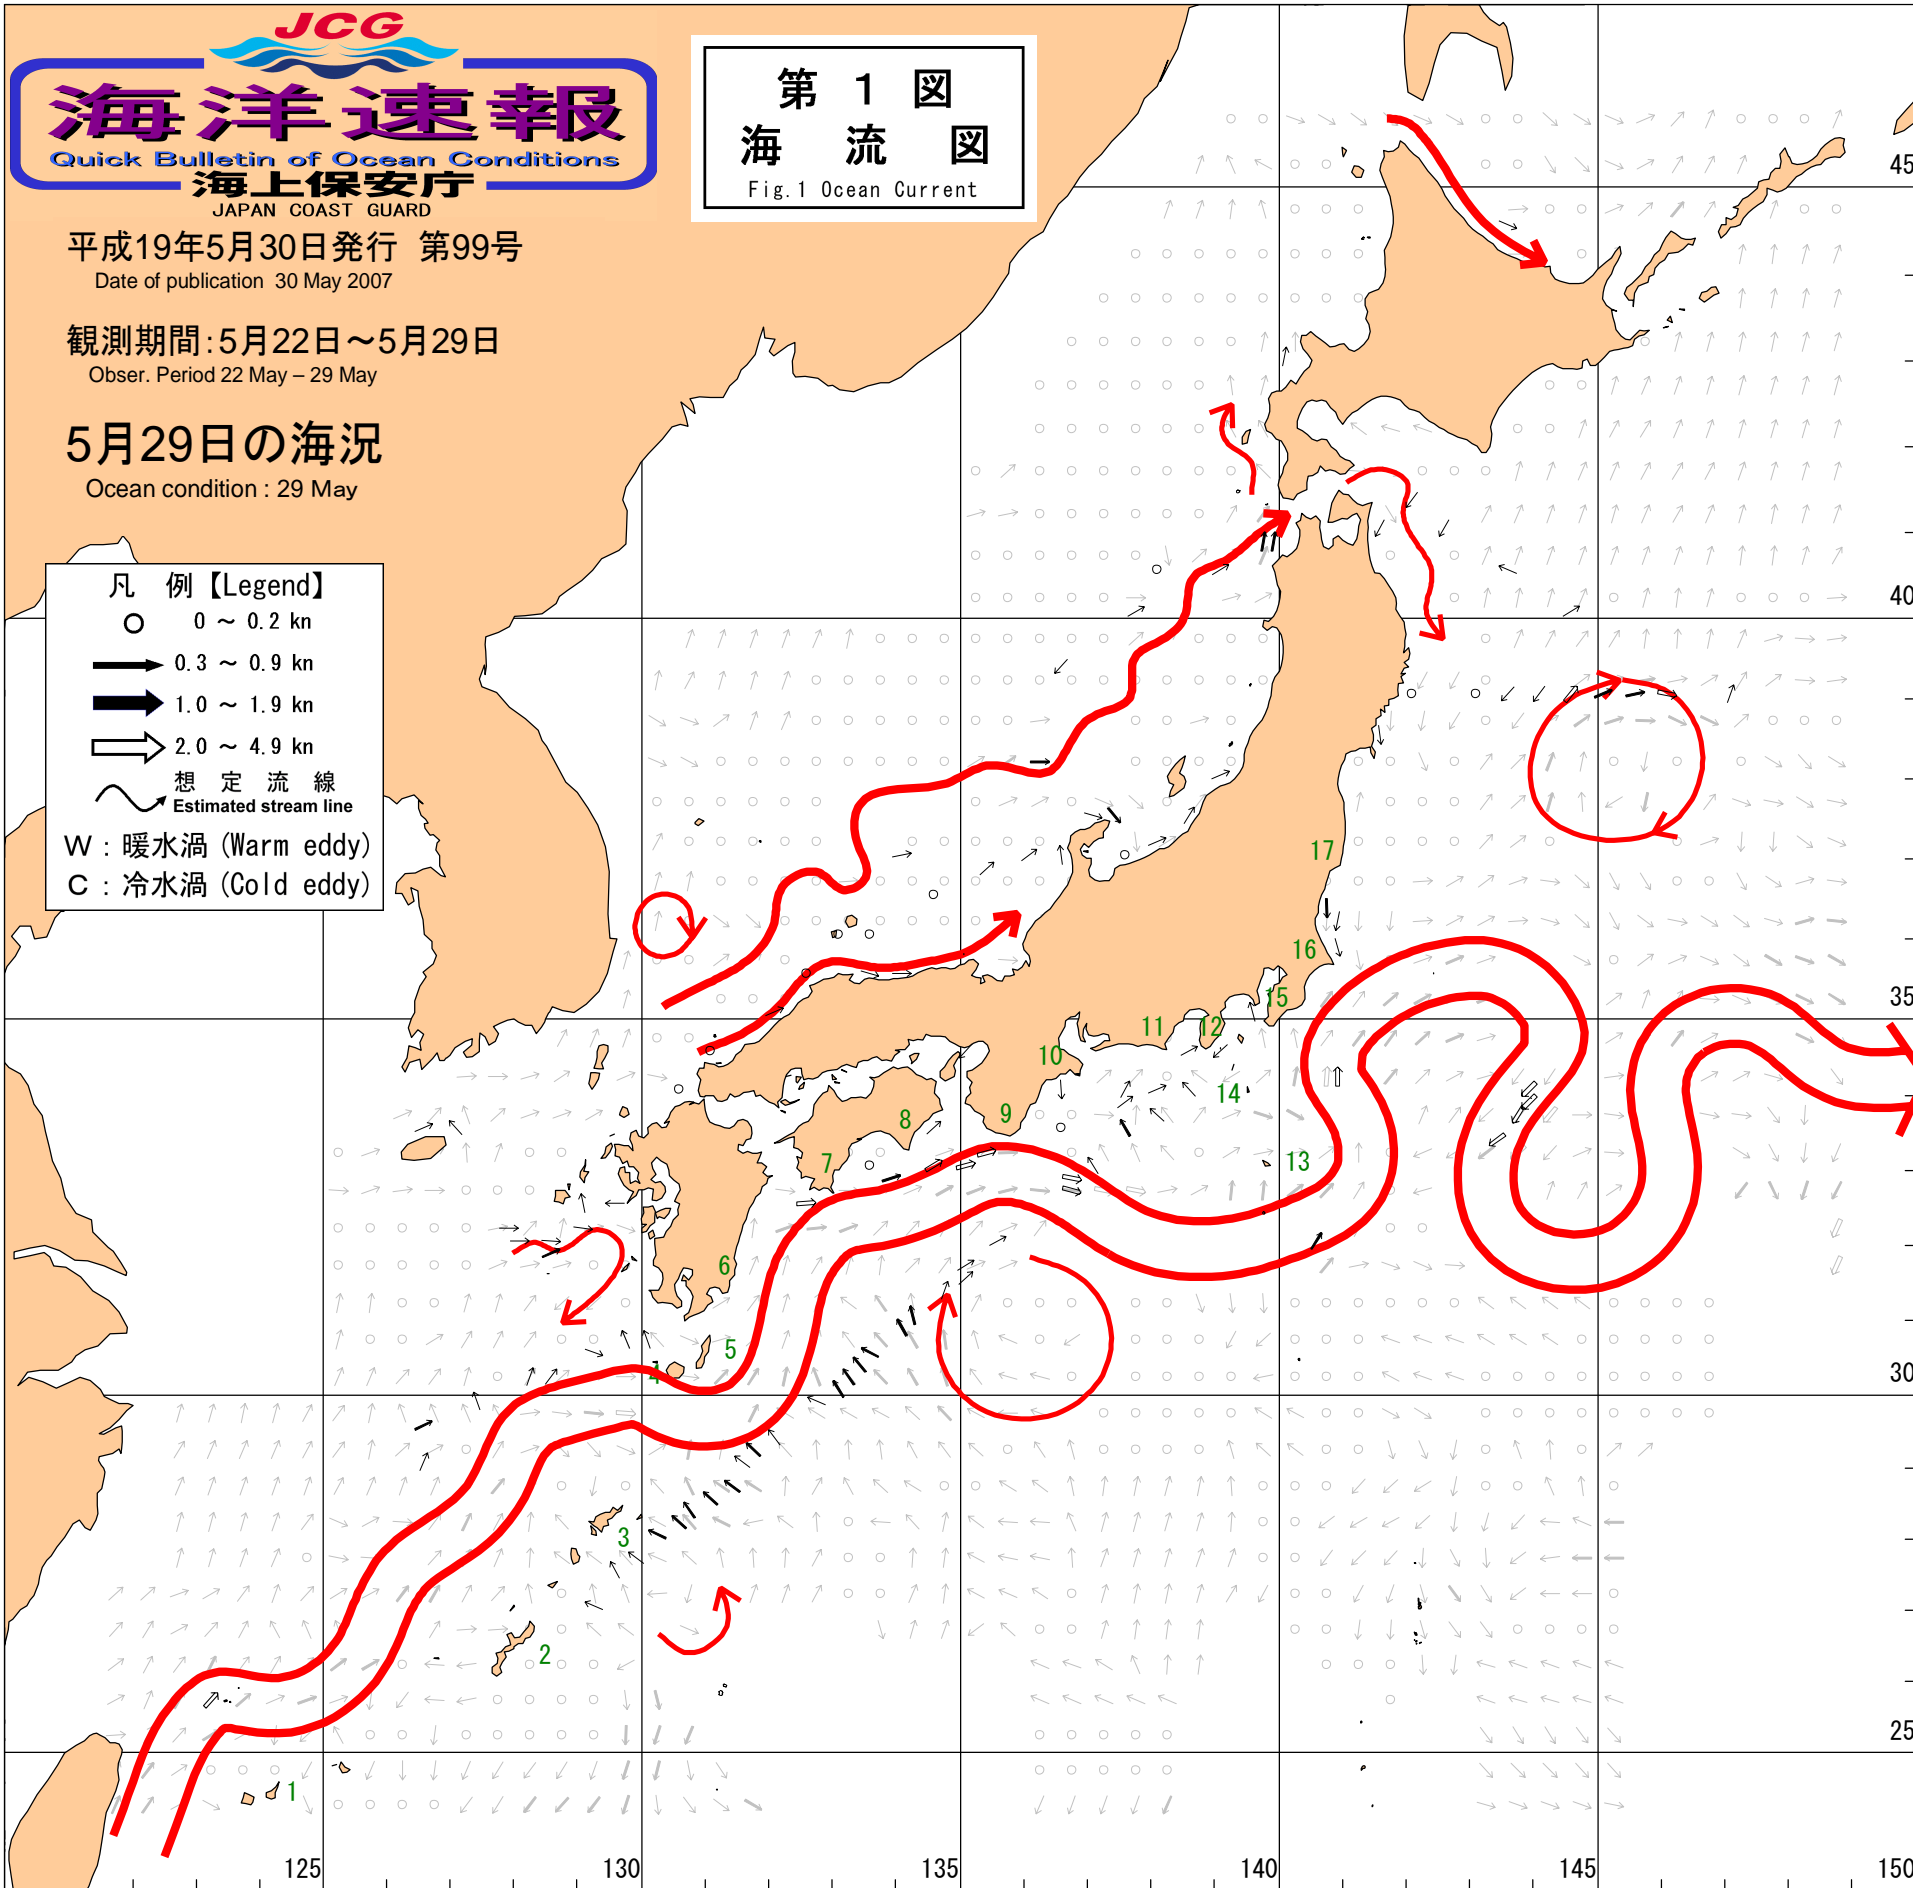 JCG
海洋速報
Quick Bulletin of Ocean Conditions
海上保安庁
JAPAN COAST GUARD
平成19年5月30日発行 第99号
Date of publication 30 May 2007
観測期間:5月22日~5月29日
Obser. Period 22 May – 29 May
5月29日の海況
Ocean condition : 29 May
第 1 図
海 流 図
Fig.1 Ocean Current
凡 例【Legend】
0 ~ 0.2 kn
0.3 ~ 0.9 kn
1.0 ~ 1.9 kn
2.0 ~ 4.9 kn
想 定 流 線
Estimated stream line
W : 暖水渦 (Warm eddy)
C : 冷水渦 (Cold eddy)
45
40
35
30
25
17
16
15
14
13
12
11
10
9
8
7
6
5
4
3
2
1
125
130
135
140
145
150